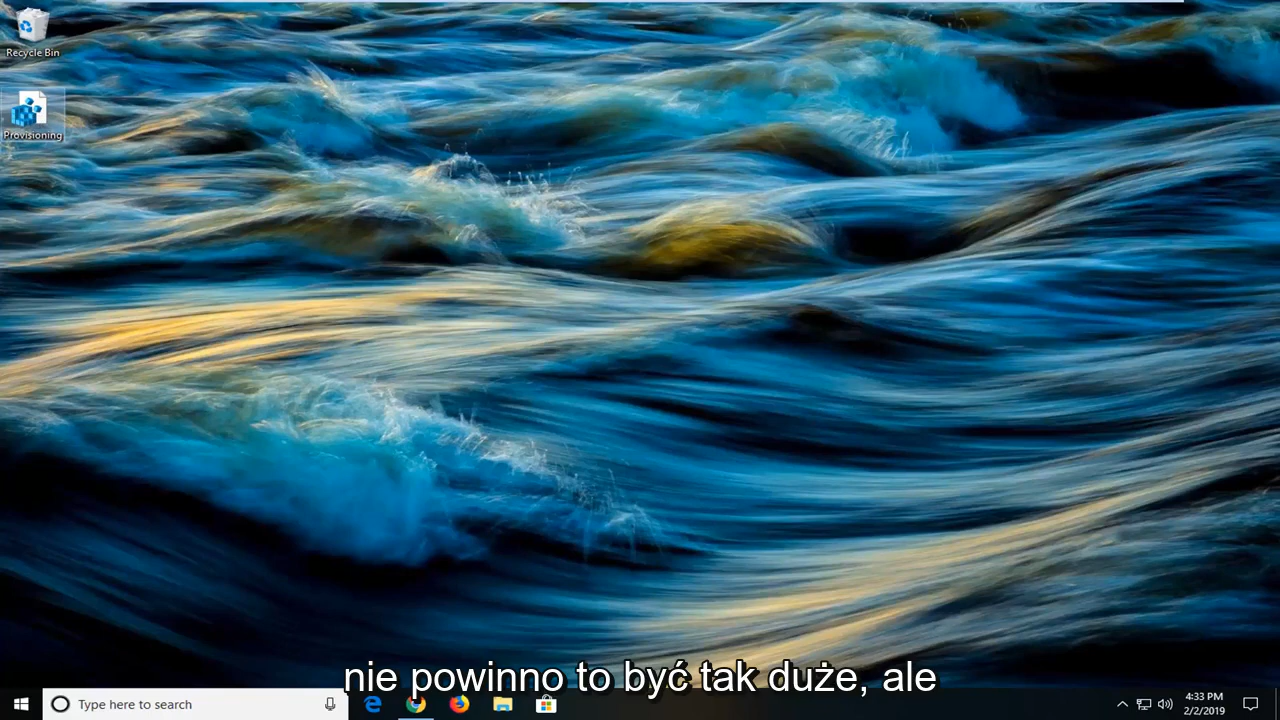 Recycle Bin
Provisioning
nie powinno to być tak duże, ale
Type here to search
4:33 PM
2/2/2019